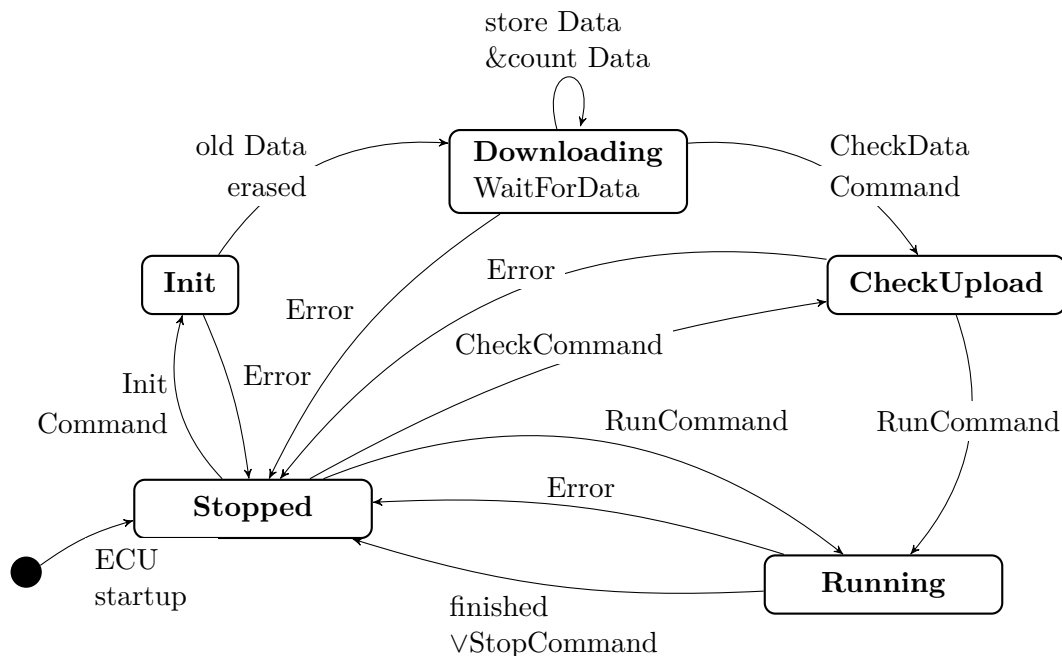 store Data
&count Data
old Data
erased
Downloading
WaitForData
CheckData
Command
Init
Error
CheckUpload
Error
CheckCommand
Error
Init
Command
RunCommand
RunCommand
Stopped
Error
ECU
startup
Running
finished
∨StopCommand